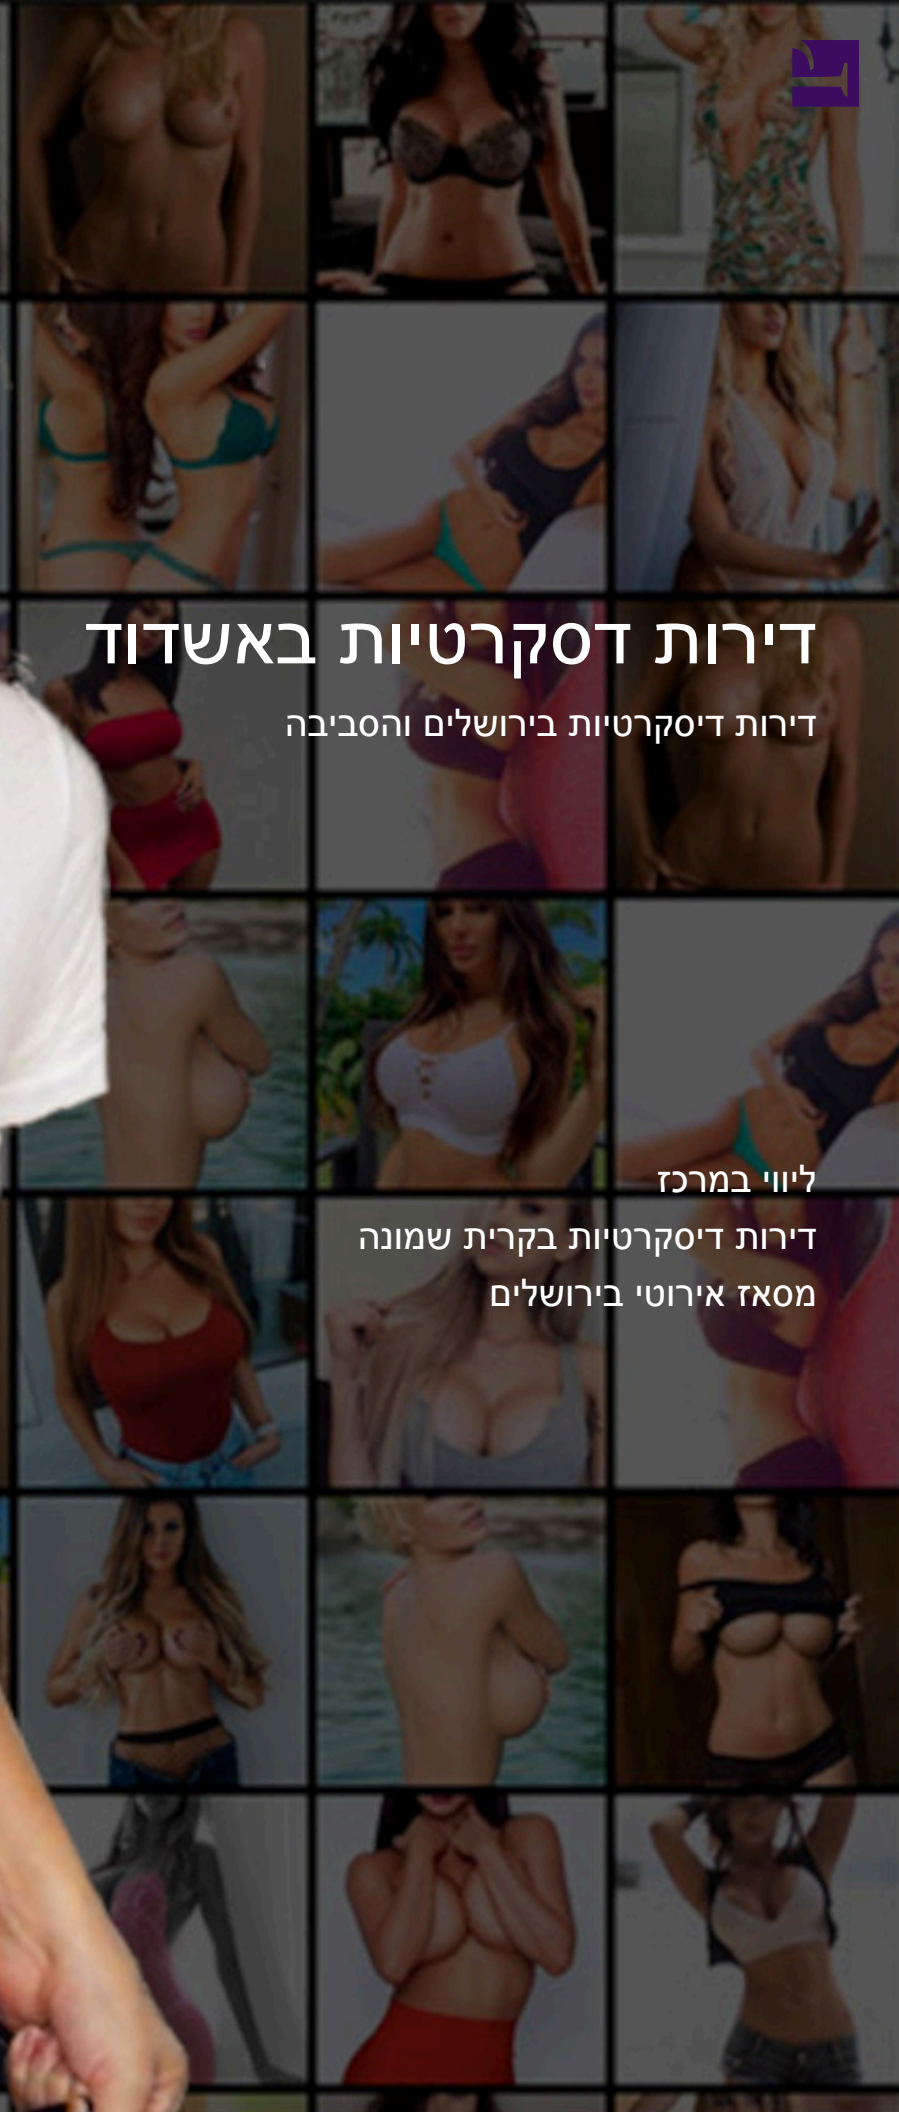 דירות דסקרטיות באשדוד
דירות דיסקרטיות בירושלים והסביבה
ליווי במרכז
דירות דיסקרטיות בקרית שמונה
מסאז אירוטי בירושלים